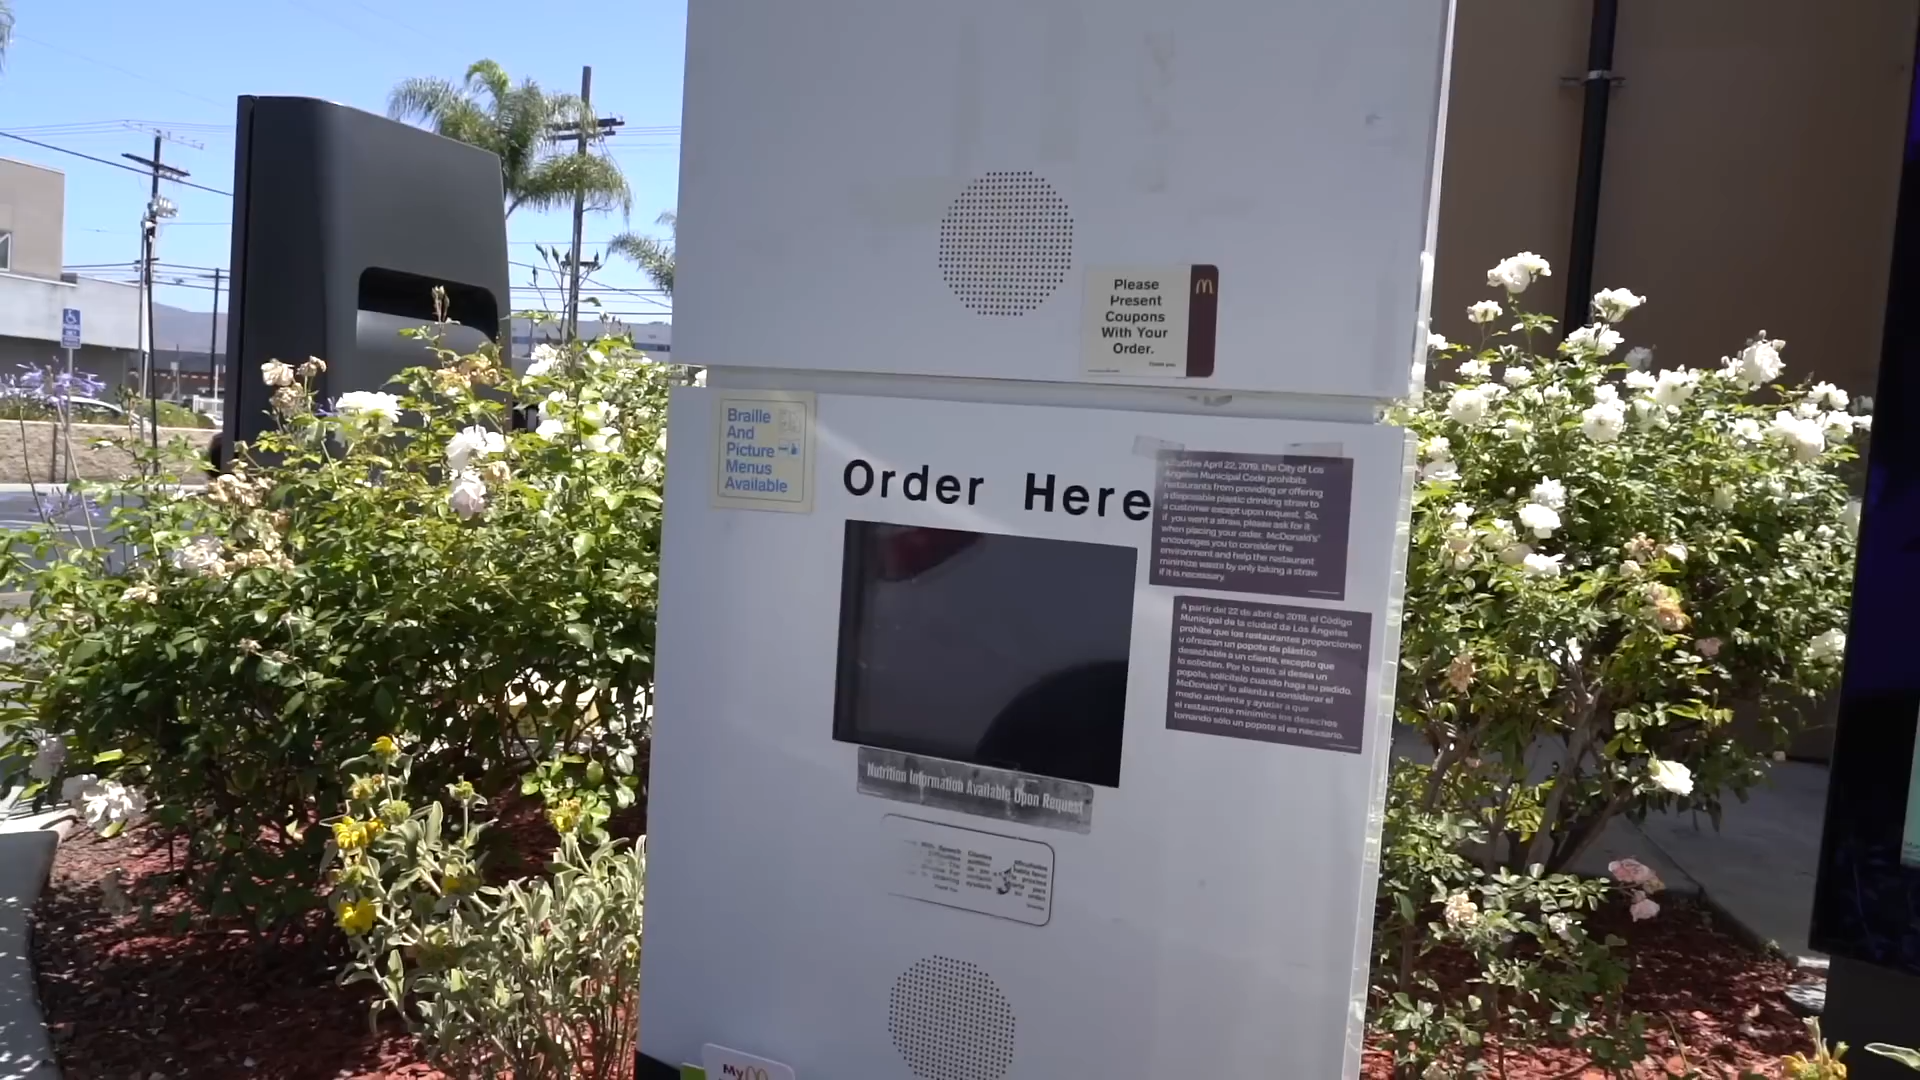 Please
Present
Coupons
With Your
Order.
Thank you.
Braille
And
Picture
Menus
Available
Order Here
Effective April 22, 2019, the City of Los
Angeles Municipal Code prohibits
restaurants from providing or offering
a disposable plastic drinking straw to
a customer except upon request. So,
if you want a straw, please ask for it
when placing your order. McDonald's®
encourages you to consider the
environment and help the restaurant
minimize waste by only taking a straw
if it is necessary.
A partir del 22 de abril de 2019, el Código
Municipal de la ciudad de Los Ángeles
prohíbe que los restaurantes proporcionen
u ofrezcan un popote de plástico
desechable a un cliente, excepto que
lo soliciten. Por lo tanto, si desea un
popote, solicítelo cuando haga su pedido.
McDonald's® lo alienta a considerar el
medio ambiente y ayudar a que
el restaurante minimice los desechos
tomando sólo un popote si es necesario.
Nutrition Information Available Upon Request
My